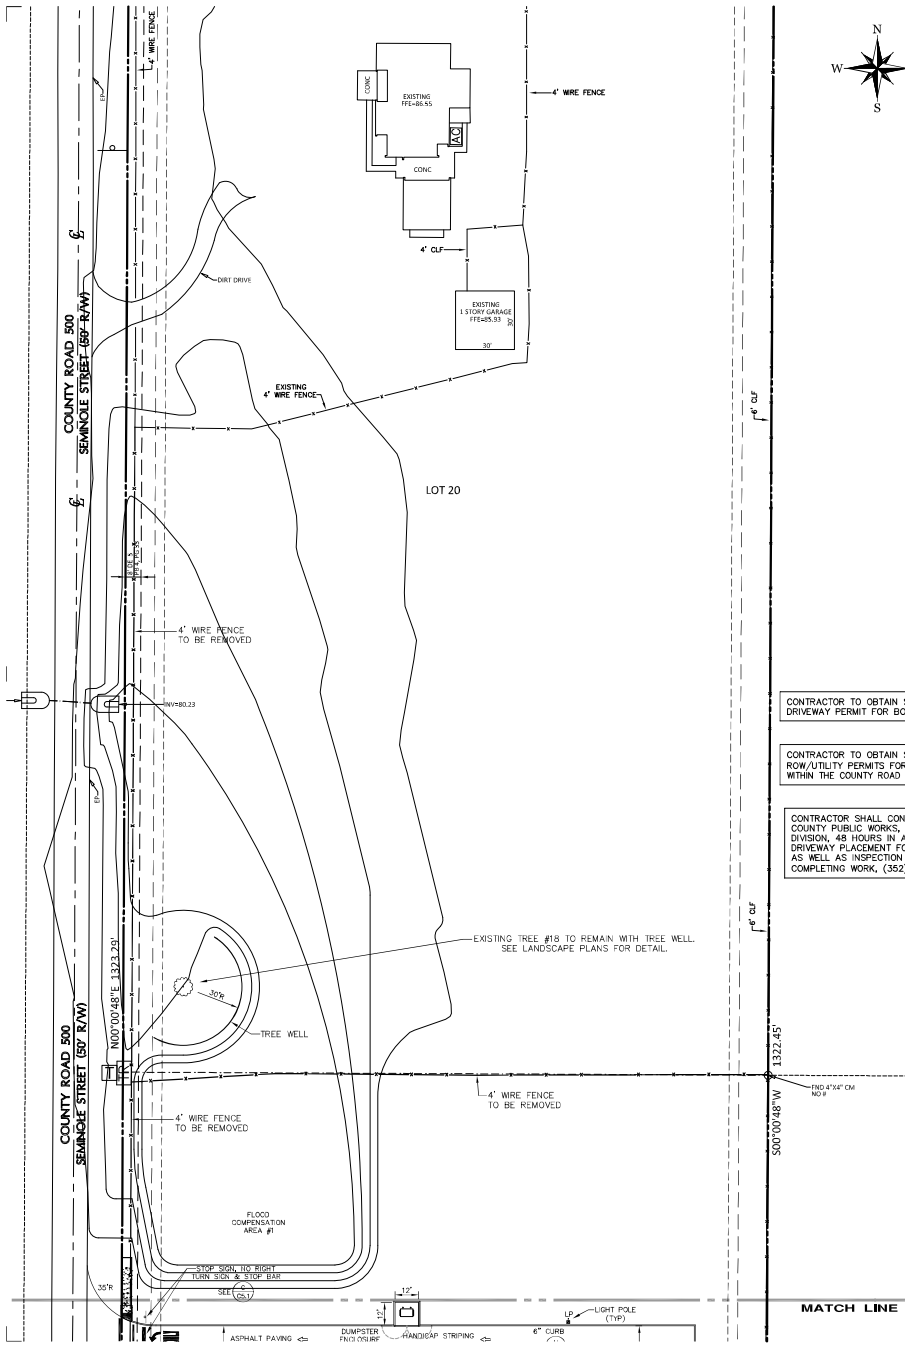 N
W
S
4' WIRE FENCE
EP
CONC
EXISTING
FFE=86.55
AC
CONC
4' WIRE FENCE
4' CLF
DIRT DRIVE
EXISTING
1 STORY GARAGE
FFE=85.93
30'
30'
COUNTY ROAD 500
SEMINOLE STREET (50' R/W)
EXISTING
4' WIRE FENCE
6' CLF
LOT 20
4' WIRE FENCE
TO BE REMOVED
INV=80.23
EP
CONTRACTOR TO OBTAIN
DRIVEWAY PERMIT FOR BO
CONTRACTOR TO OBTAIN
ROW/UTILITY PERMITS FOR
WITHIN THE COUNTY ROAD
CONTRACTOR SHALL CON
COUNTY PUBLIC WORKS,
DIVISION, 48 HOURS IN A
DRIVEWAY PLACEMENT FO
AS WELL AS INSPECTION
COMPLETING WORK, (352)
6' CLF
EXISTING TREE #18 TO REMAIN WITH TREE WELL.
SEE LANDSCAPE PLANS FOR DETAIL.
N00°00'48"E 1323.29'
30'R
TREE WELL
COUNTY ROAD 500
SEMINOLE STREET (50' R/W)
1322.45'
S00°00'48"W
FND 4"X4" CM
NO #
4' WIRE FENCE
TO BE REMOVED
4' WIRE FENCE
TO BE REMOVED
FLOOD
COMPENSATION
AREA #1
STOP SIGN, NO RIGHT
TURN SIGN & STOP BAR
SEE
C
C5.1
35'R
12'
12'
MATCH LINE
LP
LIGHT POLE
(TYP)
ASPHALT PAVING
DUMPSTER
ENCLOSURE
HANDICAP STRIPING
6" CURB